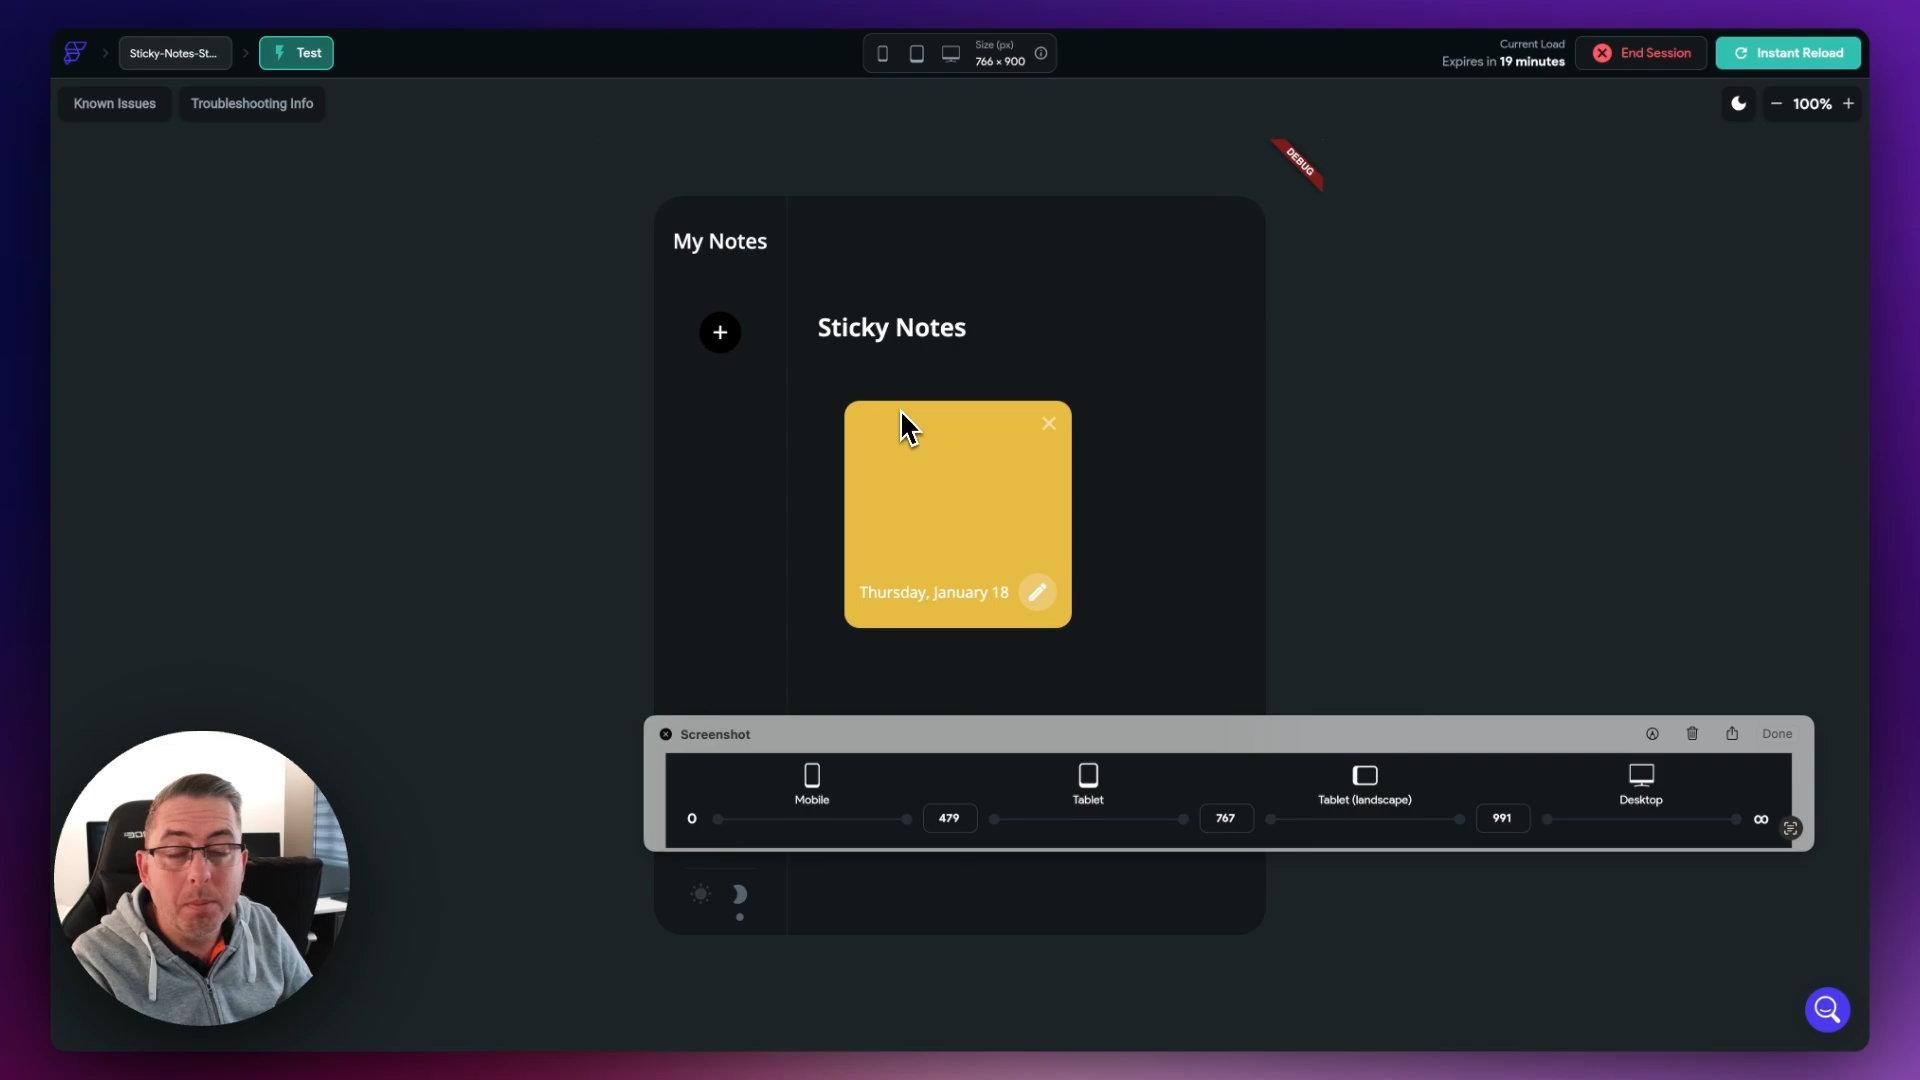 Sticky-Notes-St...
Test
Size (px)
766 × 900
Current Load
Expires in 19 minutes
End Session
Instant Reload
Known Issues
Troubleshooting Info
100%
DEBUG
My Notes
Sticky Notes
Thursday, January 18
Screenshot
Done
Mobile
Tablet
Tablet (landscape)
Desktop
0
479
767
991
∞